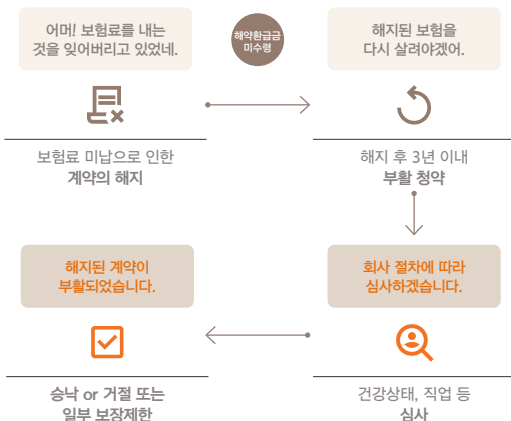 어머! 보험료를 내는
것을 잊어버리고 있었네.
해약환급금
미수령
해지된 보험을
다시 살려야겠어.
보험료 미납으로 인한
계약의 해지
해지 후 3년 이내
부활 청약
회사 절차에 따라
심사하겠습니다.
건강상태, 직업 등
심사
해지된 계약이
부활되었습니다.
승낙 or 거절 또는
일부 보장제한